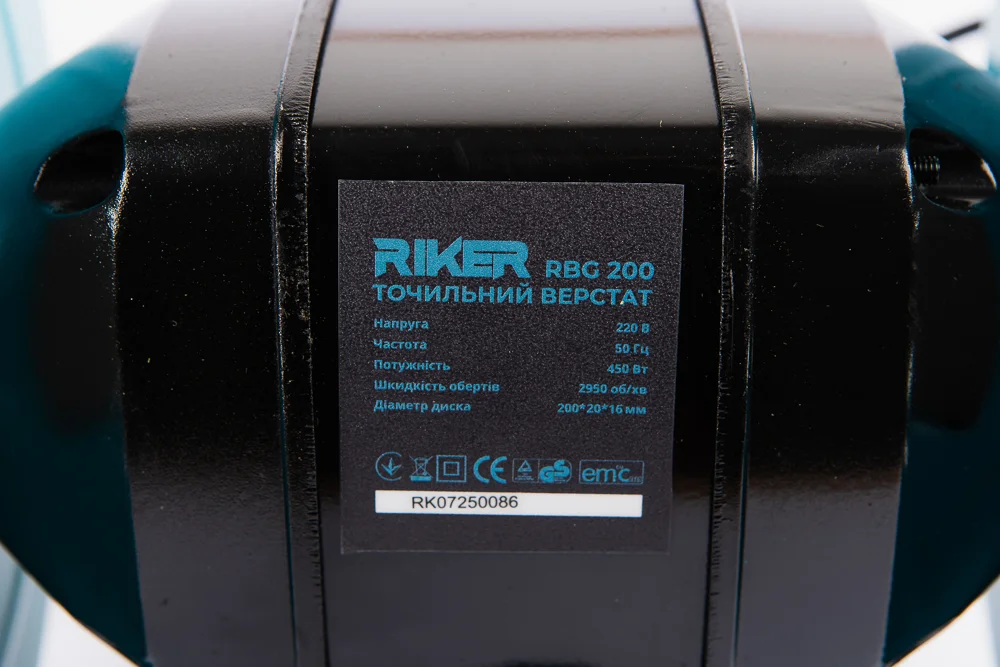 RIKER RBG 200
ТОЧИЛЬНИЙ ВЕРСТАТ
Напруга 220 В
Частота 50 Гц
Потужність 450 Вт
Шкидкість обертів 2950 об/хв
Діаметр диска 200*20*16 мм
CE GS emc
RK07250086